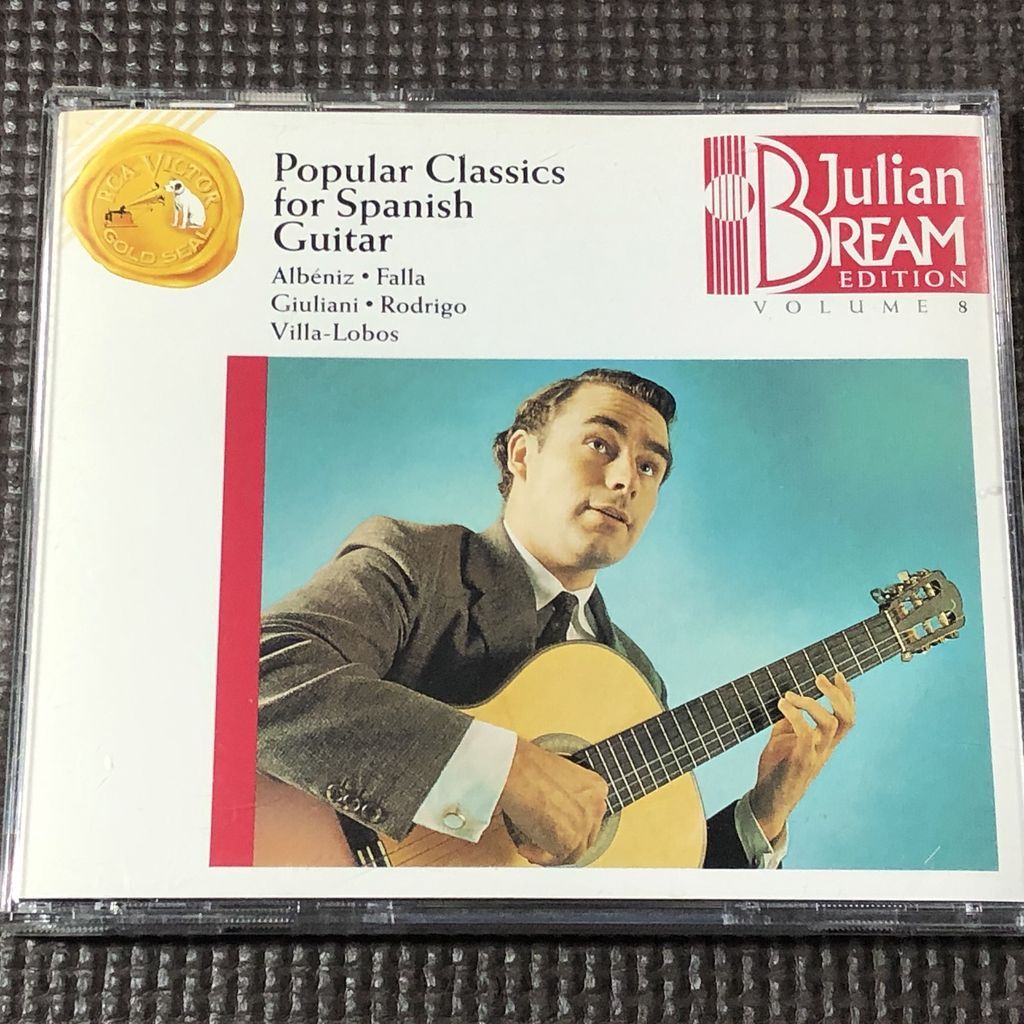 RCA VICTOR
GOLD SEAL
Popular Classics
for Spanish
Guitar
Albéniz • Falla
Giuliani • Rodrigo
Villa-Lobos
Julian
BREAM
EDITION
VOLUME 8